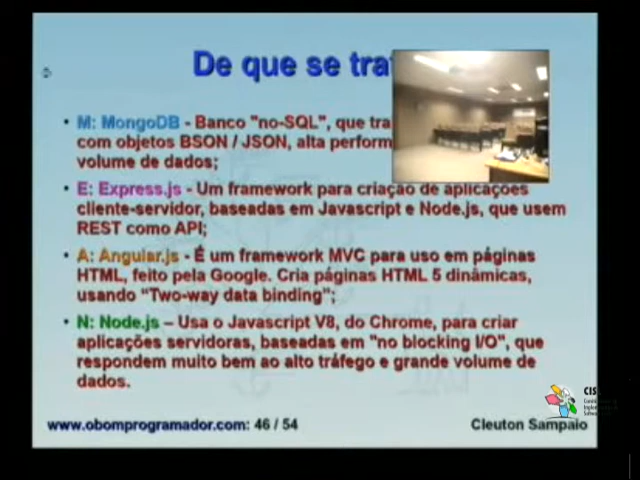 De que se tra
• M: MongoDB - Banco "no-SQL", que tra
com objetos BSON / JSON, alta perform
volume de dados;
• E: Express.js - Um framework para criação de aplicações
cliente-servidor, baseadas em Javascript e Node.js, que usem
REST como API;
• A: Angular.js - É um framework MVC para uso em páginas
HTML, feito pela Google. Cria páginas HTML 5 dinâmicas,
usando “Two-way data binding”;
• N: Node.js – Usa o Javascript V8, do Chrome, para criar
aplicações servidoras, baseadas em "no blocking I/O", que
respondem muito bem ao alto tráfego e grande volume de
dados.
CIS
www.obomprogramador.com: 46 / 54
Cleuton Sampaio